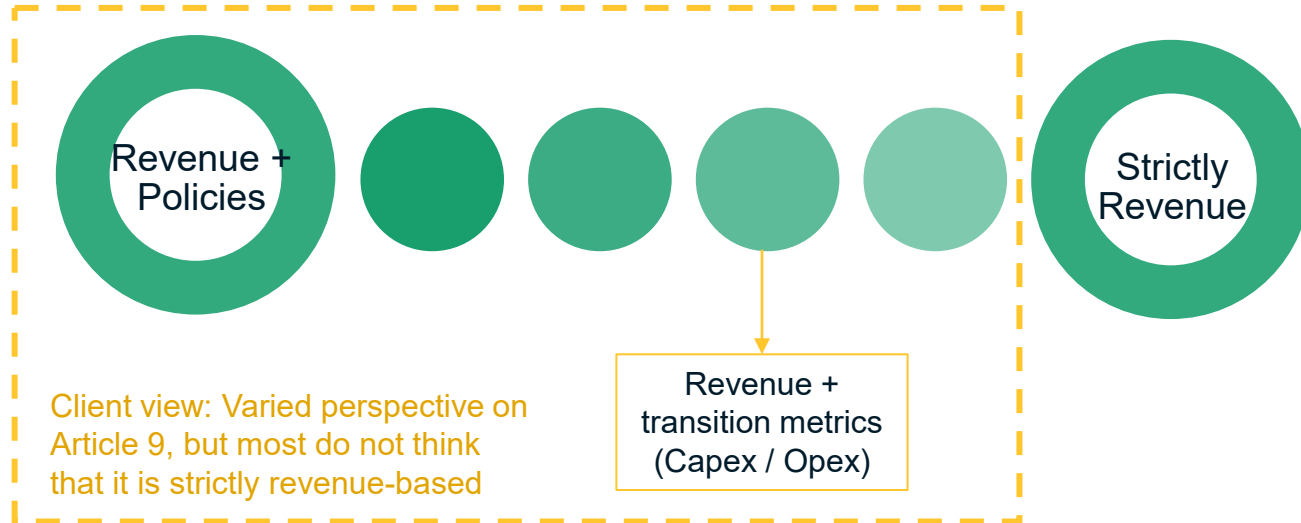 Revenue +
Policies
Strictly
Revenue
Revenue +
transition metrics
(Capex / Opex)
Client view: Varied perspective on
Article 9, but most do not think
that it is strictly revenue-based